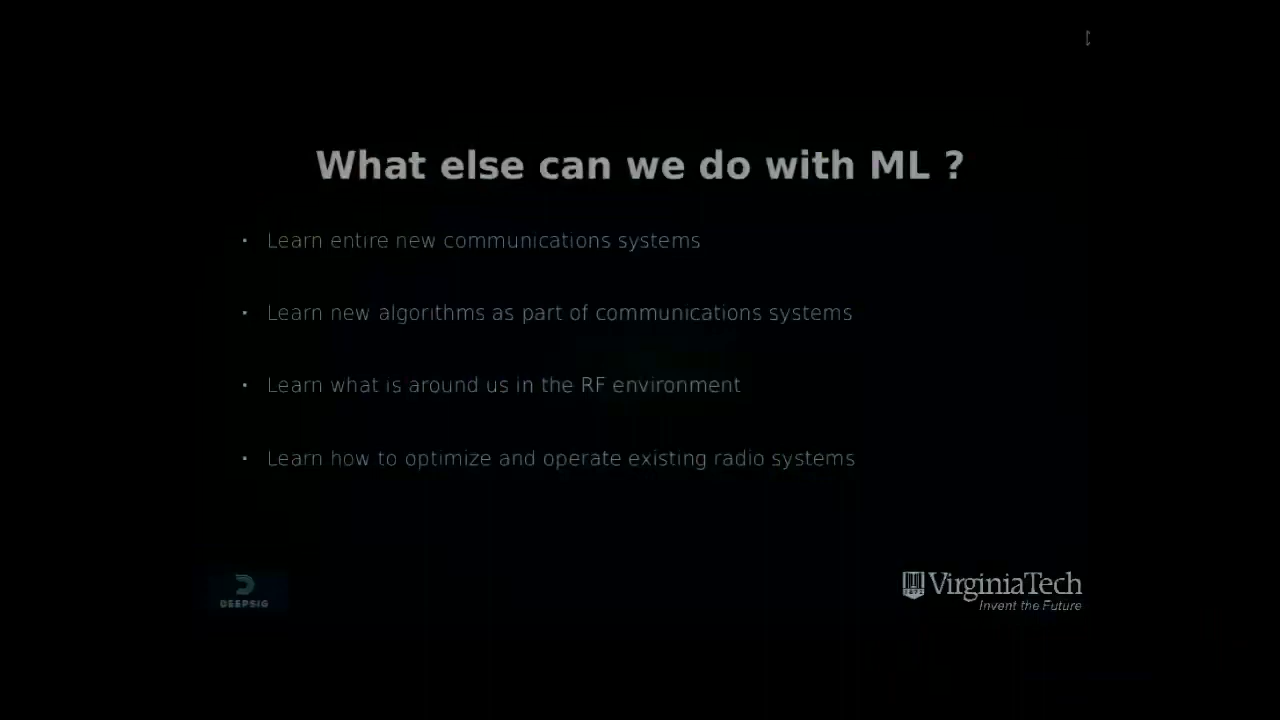 What else can we do with ML ?
• Learn entire new communications systems
• Learn new algorithms as part of communications systems
• Learn what is around us in the RF environment
• Learn how to optimize and operate existing radio systems
DEEPSIG
VirginiaTech
Invent the Future